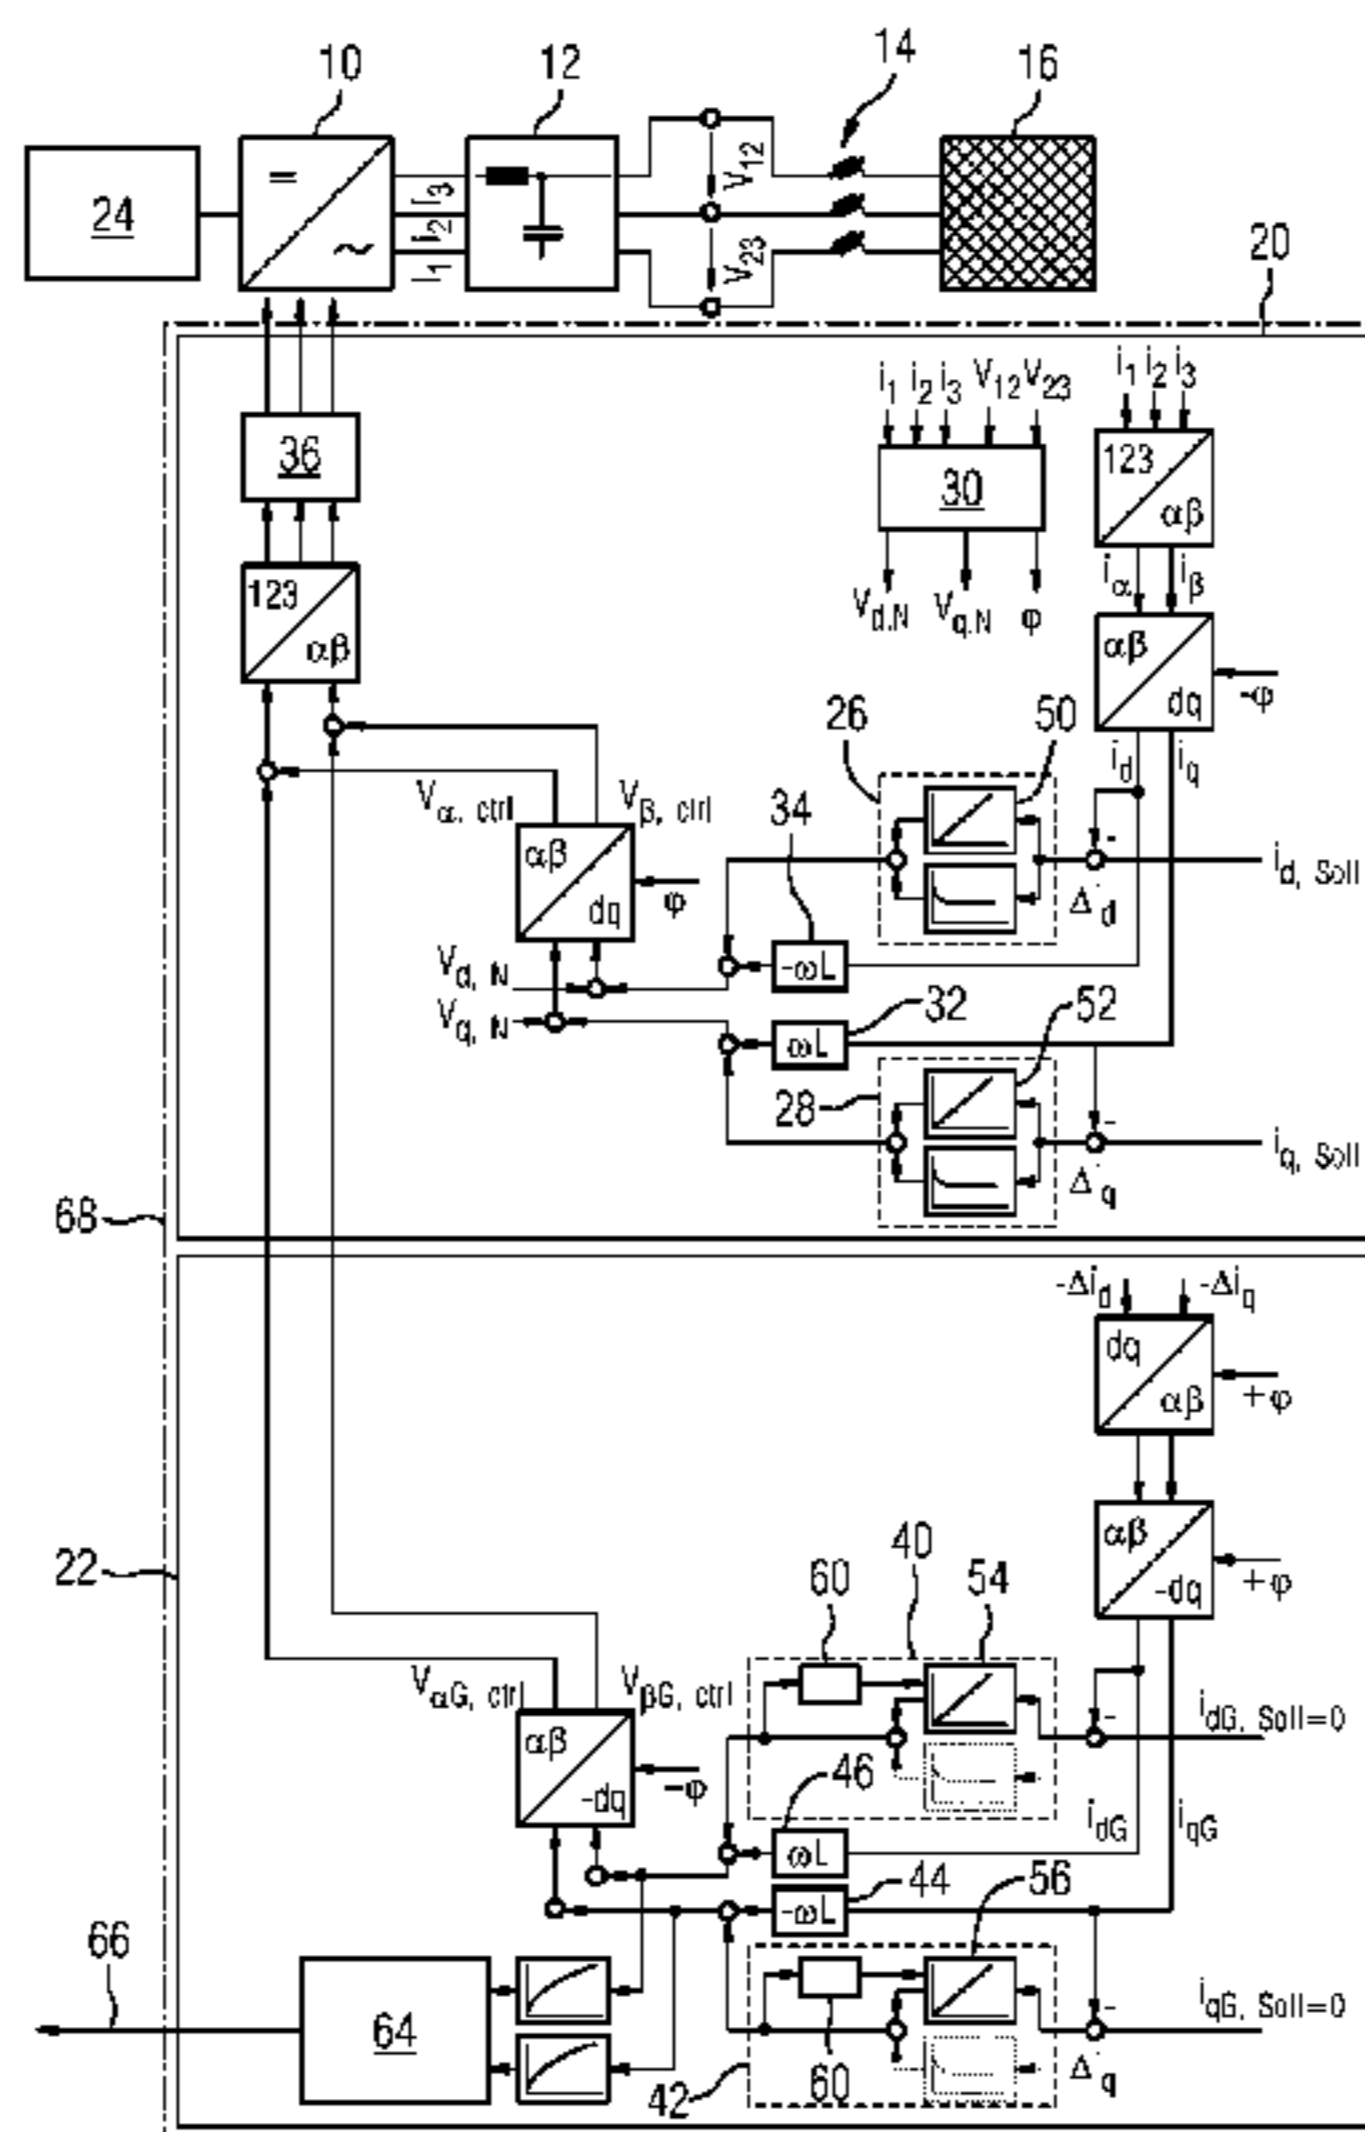 10 12 14 16
24 = ~ I3 I2 I1 V12 V23
20
i1 i2 i3 V12 V23 i1 i2 i3
36 30 123 αβ
iα iβ
Vd.N Vq.N φ
123 αβ αβ dq -φ
26 50 id iq
Vα, ctrl Vβ, ctrl 34
αβ dq φ - id, Soll
Δid
Vd, N -ωL
Vq, N ωL 32 52
28 - iq, Soll
Δiq
68
-Δid -Δiq
dq αβ +φ
40
22 60 54 αβ -dq +φ
VαG, ctrl VβG, ctrl - idG, Soll=0
αβ -dq -φ 46 idG iqG
ωL
-ωL 44 56
66
64 - iqG, Soll=0
42 60 Δiq